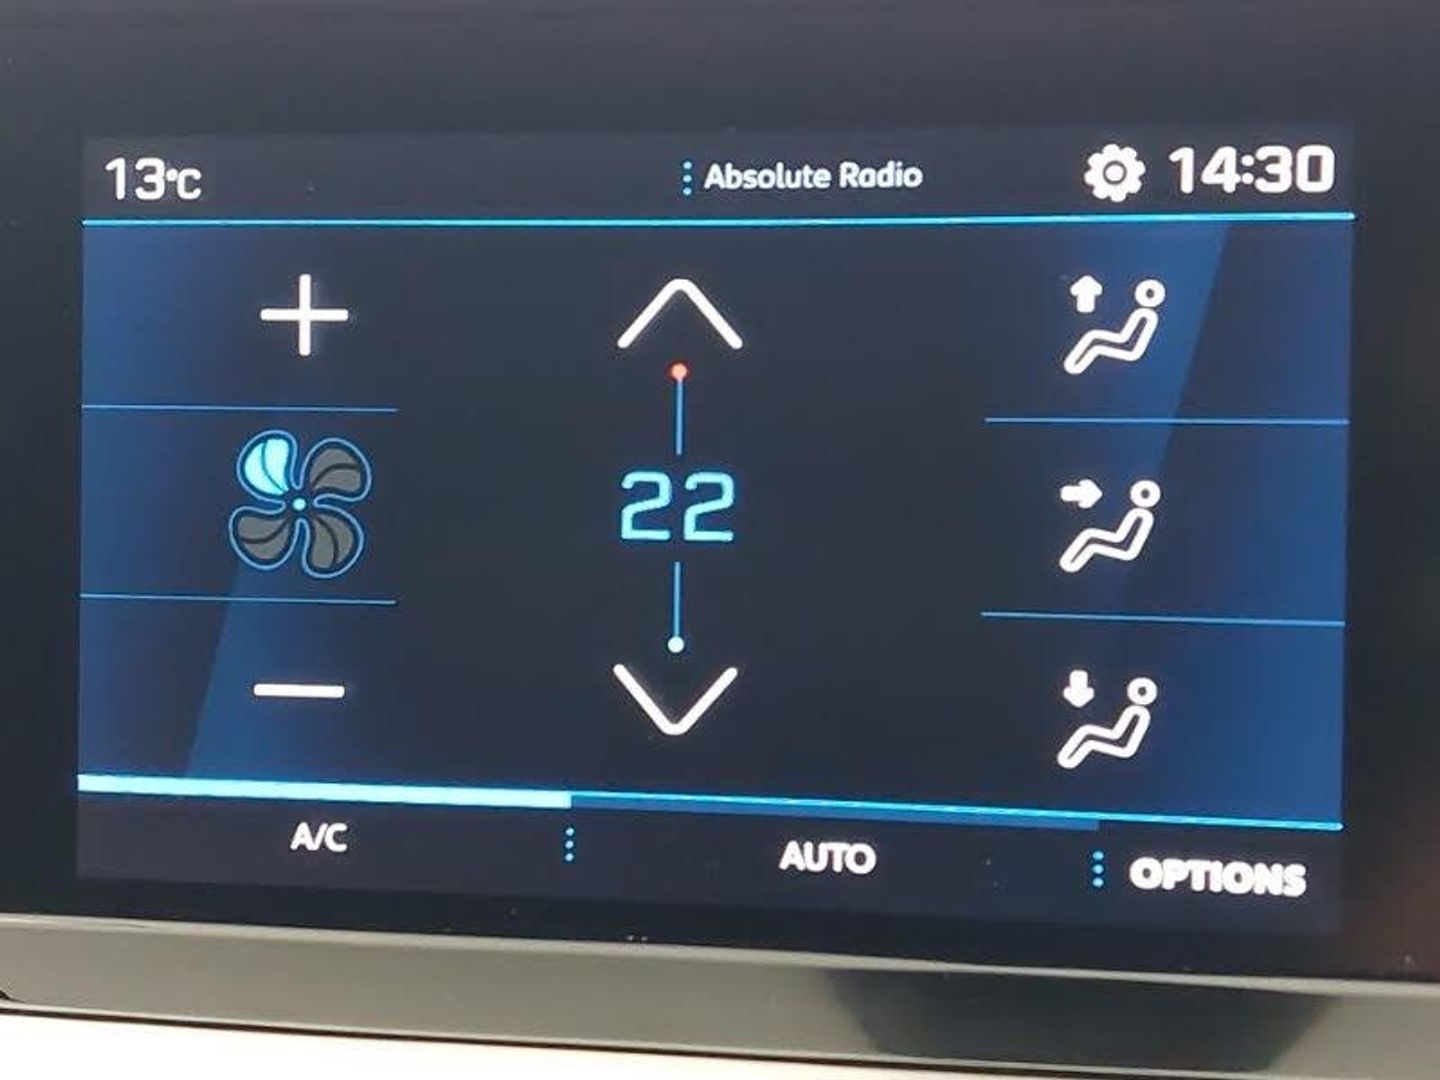 13°C
Absolute Radio
14:30
22
A/C
AUTO
OPTIONS